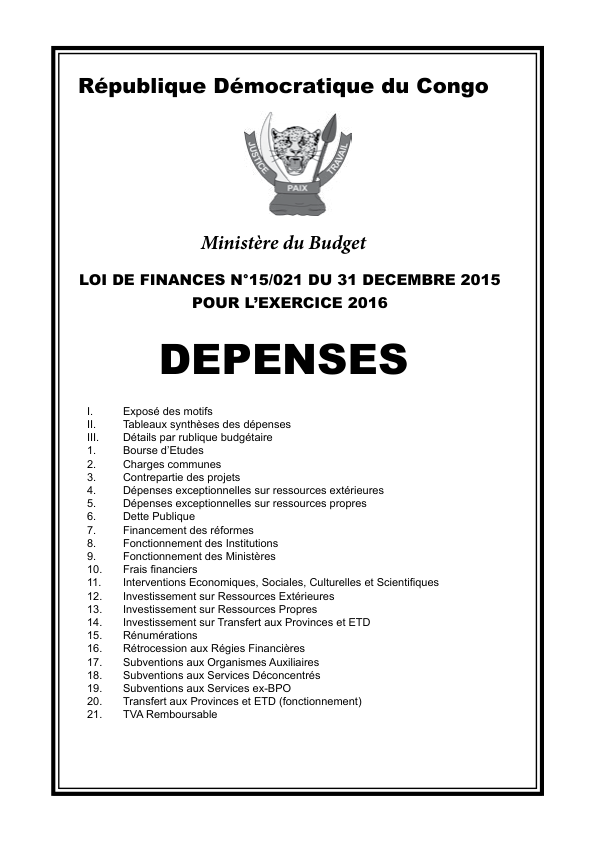 République Démocratique du Congo
JUSTICE
PAIX
TRAVAIL
Ministère du Budget
LOI DE FINANCES N°15/021 DU 31 DECEMBRE 2015
POUR L’EXERCICE 2016
DEPENSES
I. Exposé des motifs
II. Tableaux synthèses des dépenses
III. Détails par rublique budgétaire
1. Bourse d’Etudes
2. Charges communes
3. Contrepartie des projets
4. Dépenses exceptionnelles sur ressources extérieures
5. Dépenses exceptionnelles sur ressources propres
6. Dette Publique
7. Financement des réformes
8. Fonctionnement des Institutions
9. Fonctionnement des Ministères
10. Frais financiers
11. Interventions Economiques, Sociales, Culturelles et Scientifiques
12. Investissement sur Ressources Extérieures
13. Investissement sur Ressources Propres
14. Investissement sur Transfert aux Provinces et ETD
15. Rénumérations
16. Rétrocession aux Régies Financières
17. Subventions aux Organismes Auxiliaires
18. Subventions aux Services Déconcentrés
19. Subventions aux Services ex-BPO
20. Transfert aux Provinces et ETD (fonctionnement)
21. TVA Remboursable